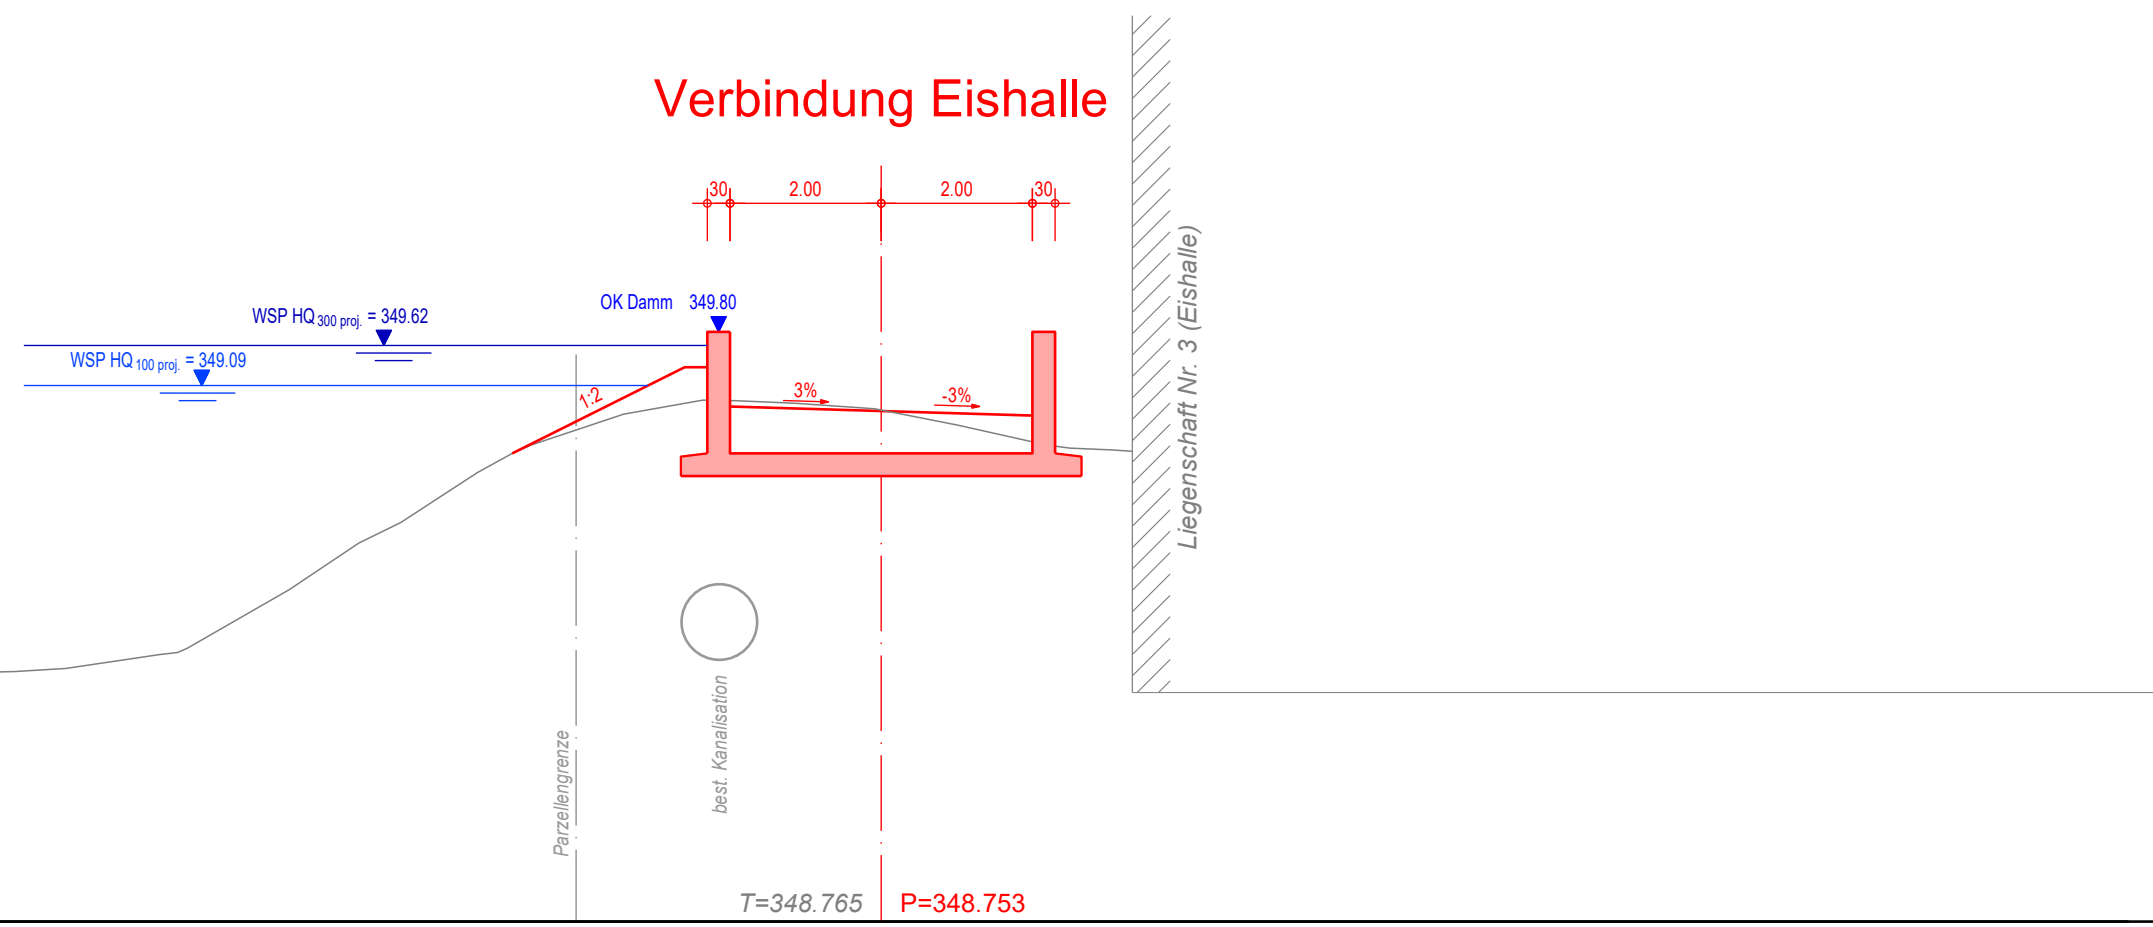 Verbindung Eishalle
30 2.00 2.00 30
OK Damm 349.80
WSP HQ 300 proj. = 349.62
WSP HQ 100 proj. = 349.09
1:2
3%
-3%
Liegenschaft Nr. 3 (Eishalle)
best. Kanalisation
Parzellengrenze
T=348.765 P=348.753